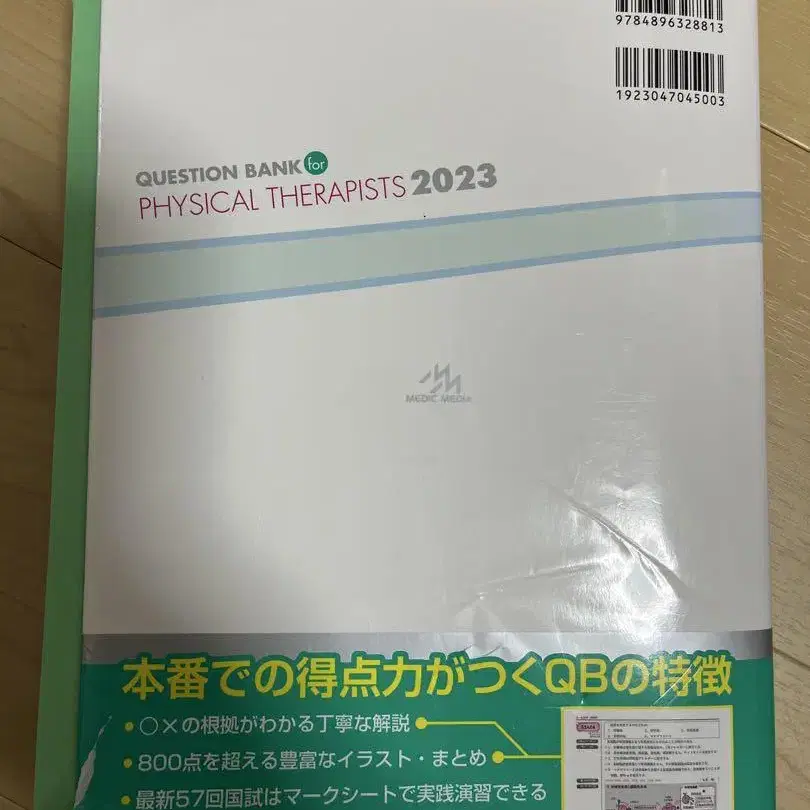 9784896328813
1923047045003
QUESTION BANK for
PHYSICAL THERAPISTS 2023
MEDIC MEDIA
本番での得点力がつくQBの特徴
• ○×の根拠がわかる丁寧な解説
• 800点を超える豊富なイラスト・まとめ
• 最新57回国試はマークシートで実践演習できる